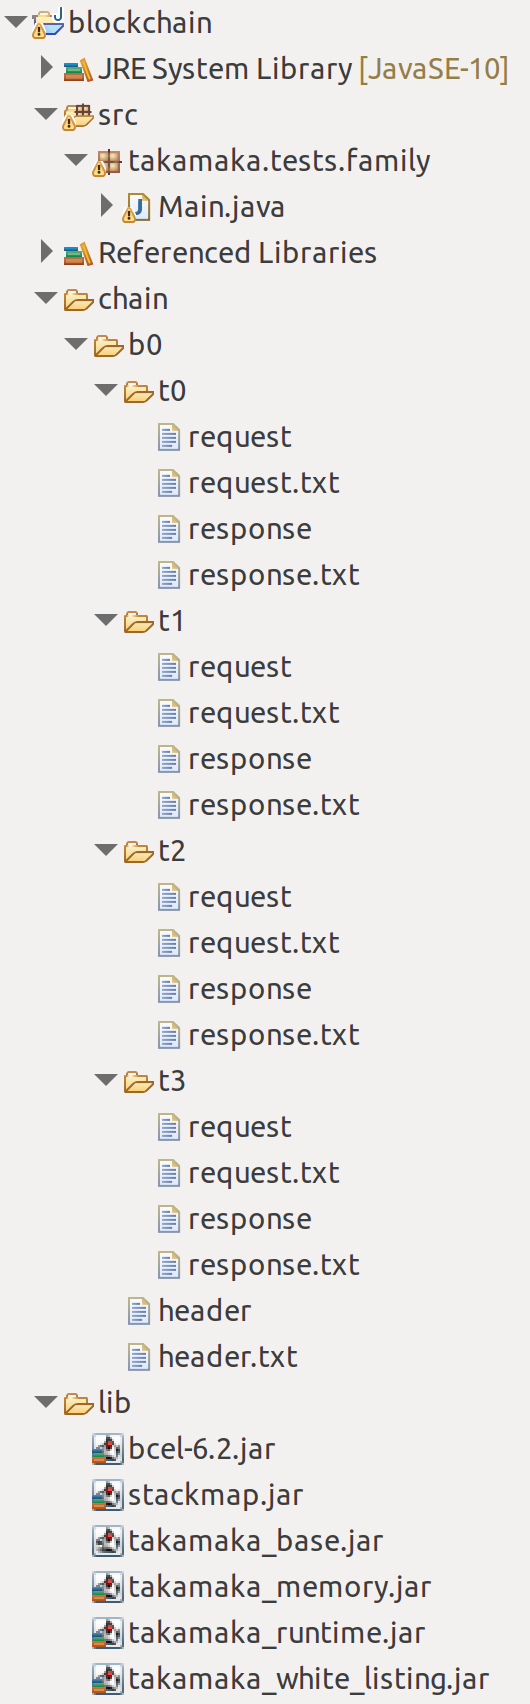 blockchain
JRE System Library [JavaSE-10]
src
takamaka.tests.family
Main.java
Referenced Libraries
chain
b0
t0
request
request.txt
response
response.txt
t1
request
request.txt
response
response.txt
t2
request
request.txt
response
response.txt
t3
request
request.txt
response
response.txt
header
header.txt
lib
bcel-6.2.jar
stackmap.jar
takamaka_base.jar
takamaka_memory.jar
takamaka_runtime.jar
takamaka_white_listing.jar